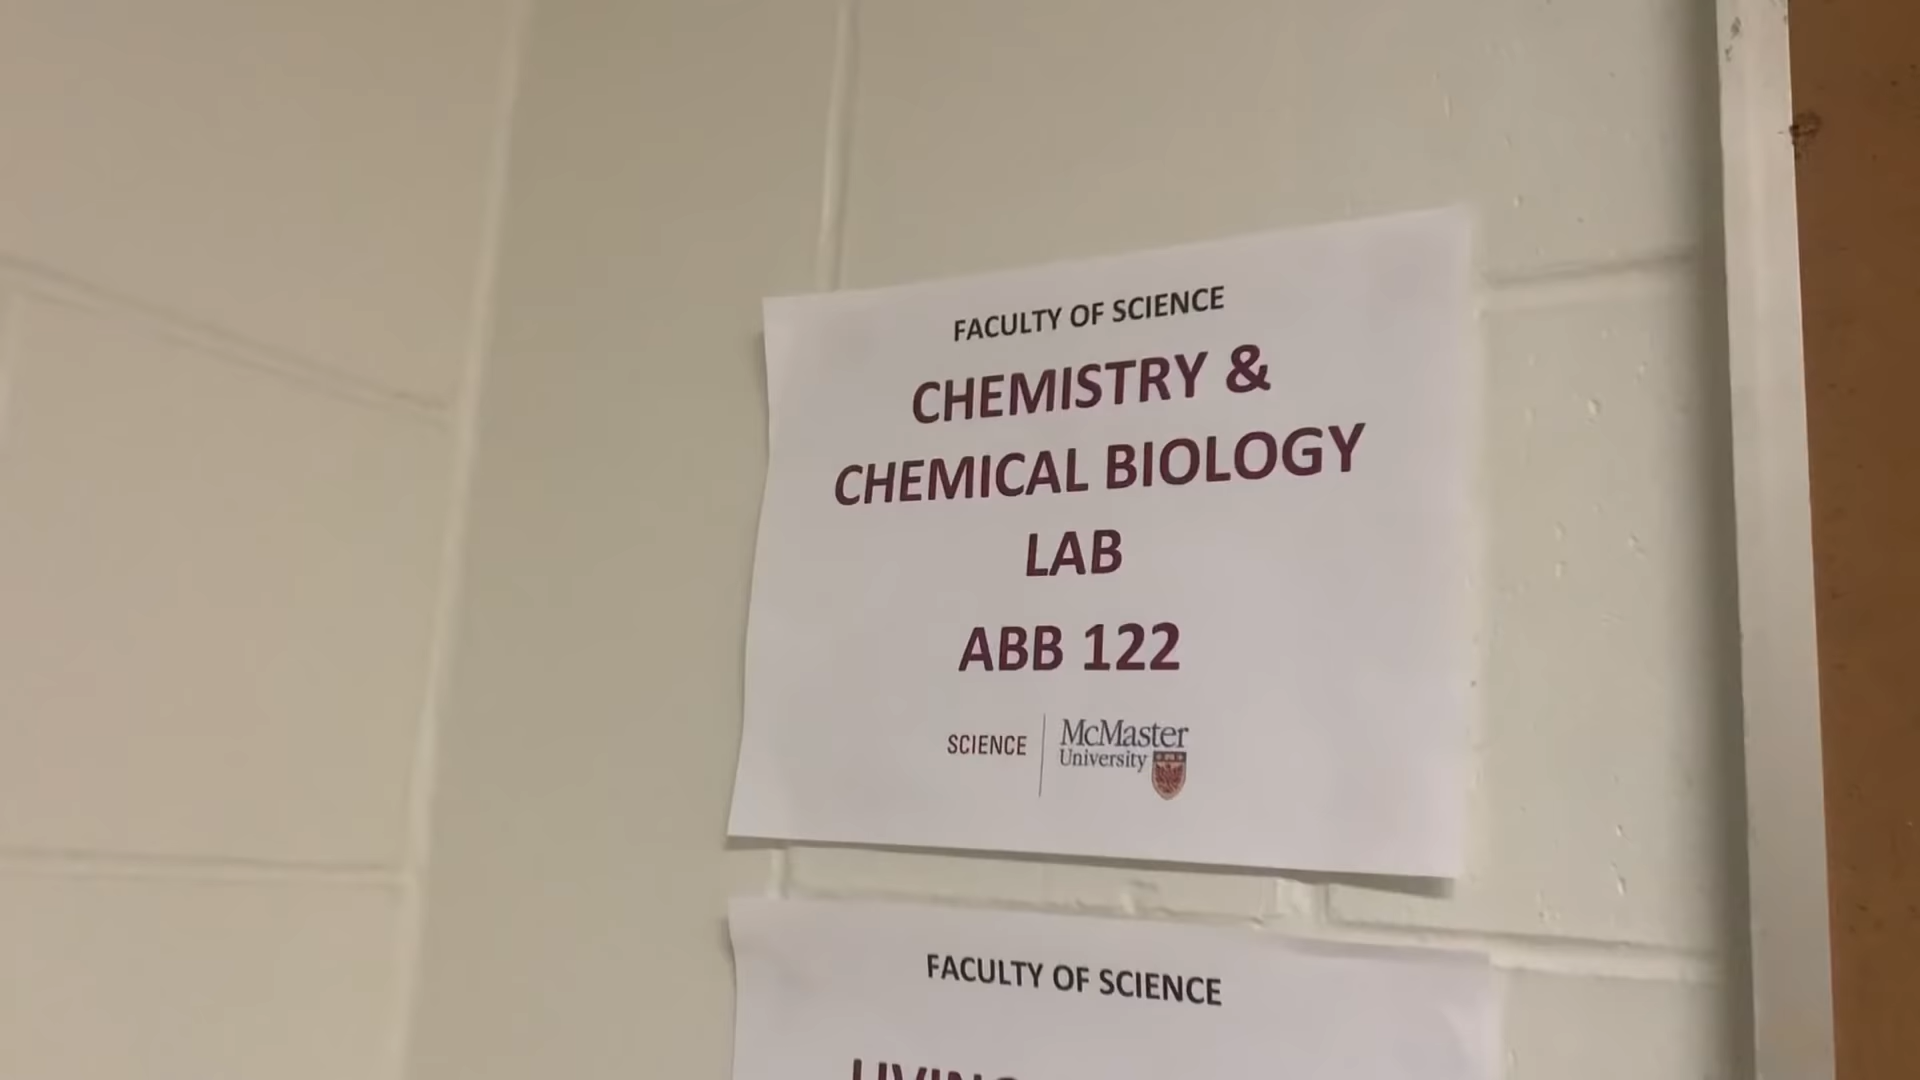 FACULTY OF SCIENCE
CHEMISTRY &
CHEMICAL BIOLOGY
LAB
ABB 122
SCIENCE
McMaster
University
FACULTY OF SCIENCE